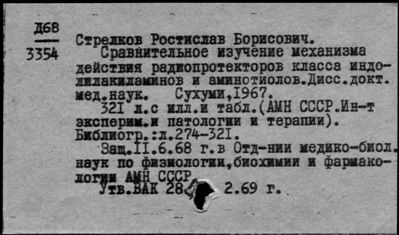 Д68
3354
Стрелков Ростислав Борисович.
Сравнительное изучение механизма
действия радиопротекторов класса индо-
лилалкиламинов и аминотиолов.Дисс.докт.
мед.наук. Сухуми,1967.
321 л.с илл.и табл.(АМН СССР.Ин-т
эксперим.и патологии и терапии).
Библиогр.:л.274-321.
Защ.11.6.68 г.в Отд-нии медико-биол.
наук по физиологии,биохимии и фармако-
логии АМН СССР
Утв.ВАК 28. 2.69 г.